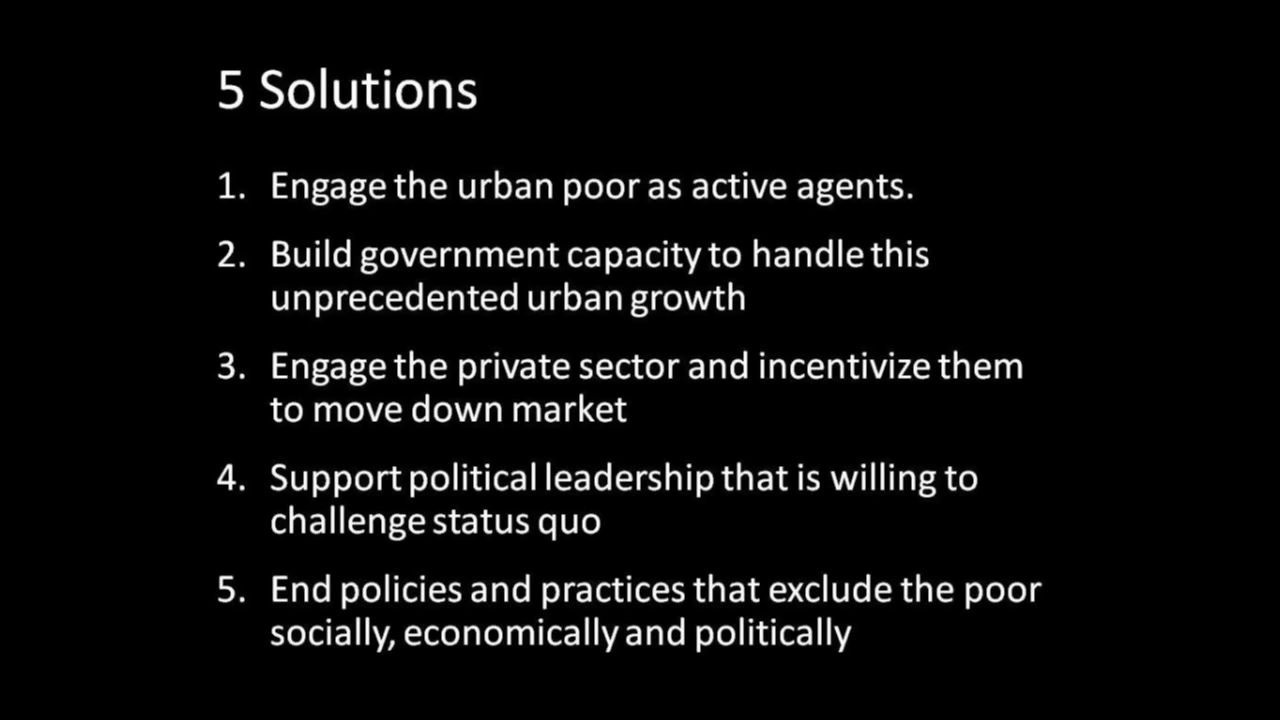 5 Solutions
1. Engage the urban poor as active agents.
2. Build government capacity to handle this
unprecedented urban growth
3. Engage the private sector and incentivize them
to move down market
4. Support political leadership that is willing to
challenge status quo
5. End policies and practices that exclude the poor
socially, economically and politically